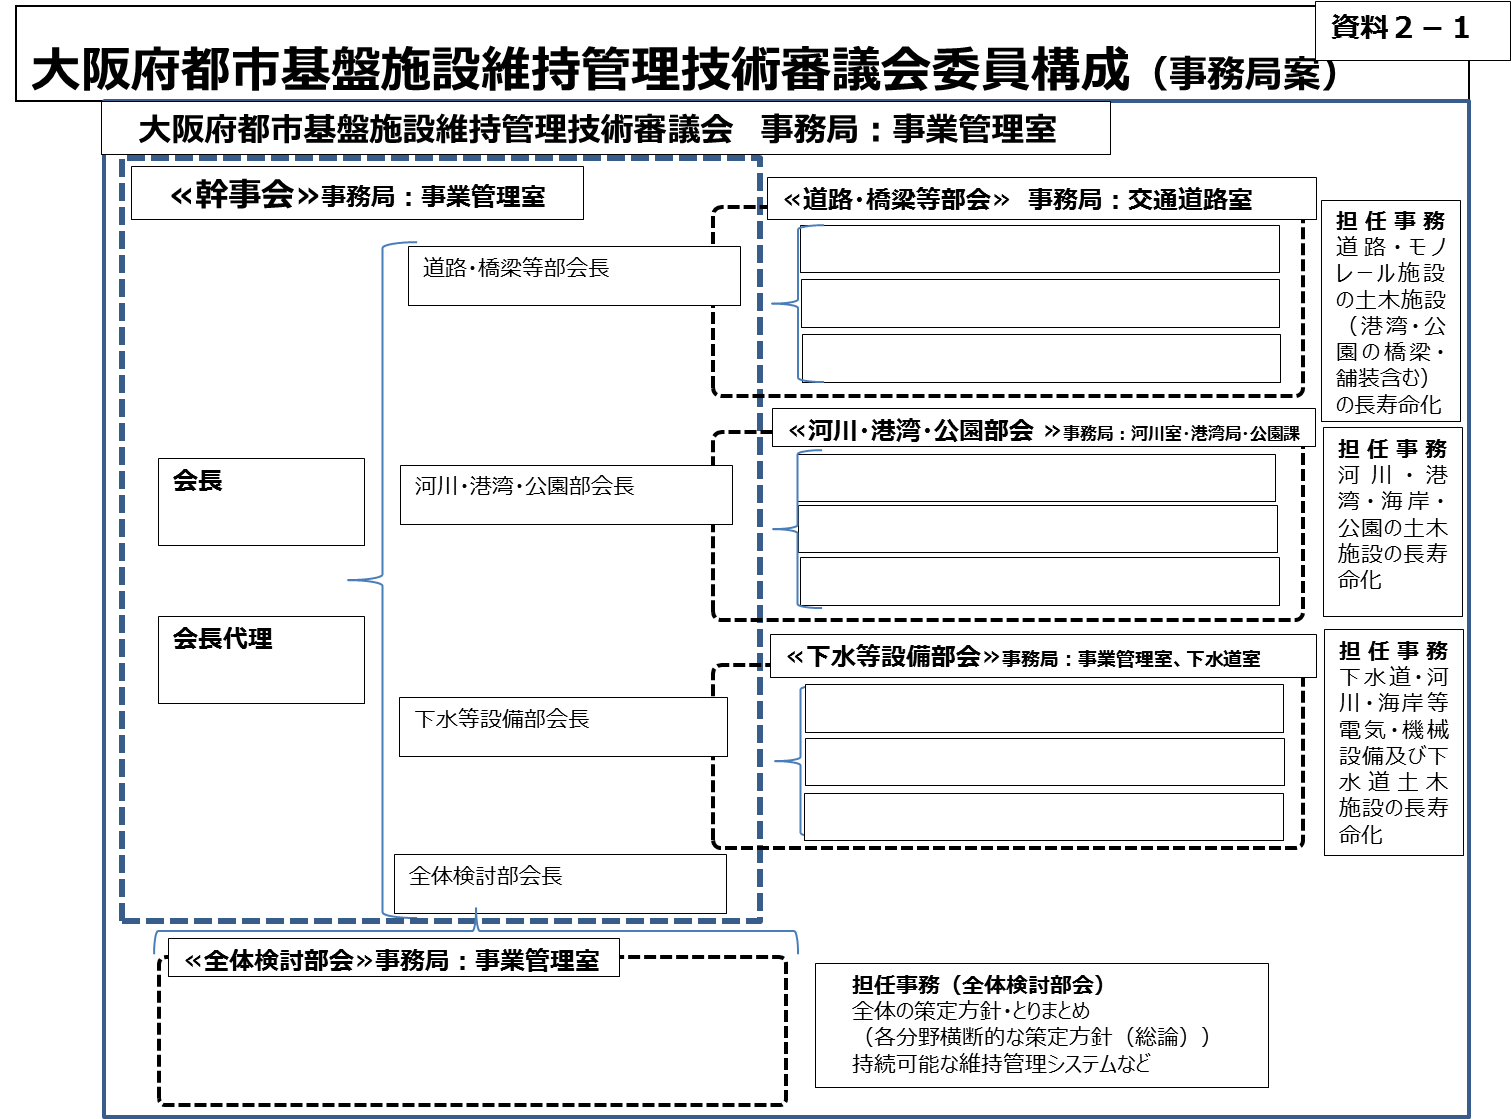 資料２－１
大阪府都市基盤施設維持管理技術審議会委員構成（事務局案）
大阪府都市基盤施設維持管理技術審議会　事務局：事業管理室
≪幹事会≫事務局：事業管理室
会長
会長代理
道路・橋梁等部会長
河川・港湾・公園部会長
下水等設備部会長
全体検討部会長
≪道路・橋梁等部会≫　事務局：交通道路室
担任事務
道路・モノ
レール施設
の土木施設
（港湾・公
園の橋梁・
舗装含む）
の長寿命化
≪河川・港湾・公園部会 ≫事務局：河川室・港湾局・公園課
担任事務
河川・港
湾・海岸・
公園の土木
施設の長寿
命化
≪下水等設備部会≫事務局：事業管理室、下水道室
担任事務
下水道・河
川・海岸等
電気・機械
設備及び下
水道土木
施設の長寿
命化
≪全体検討部会≫事務局：事業管理室
担任事務（全体検討部会）
全体の策定方針・とりまとめ
（各分野横断的な策定方針（総論））
持続可能な維持管理システムなど